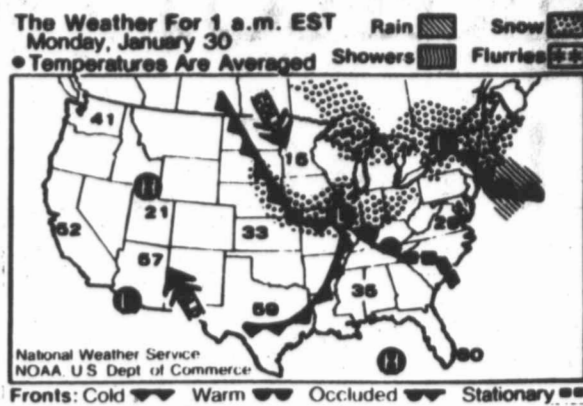 The Weather For 1 a.m. EST
Monday, January 30
• Temperatures Are Averaged
Rain
Snow
Showers
Flurries
41
15
H
21
52
33
57
L
59
35
H
60
National Weather Service
NOAA, U.S. Dept of Commerce
Fronts: Cold
Warm
Occluded
Stationary